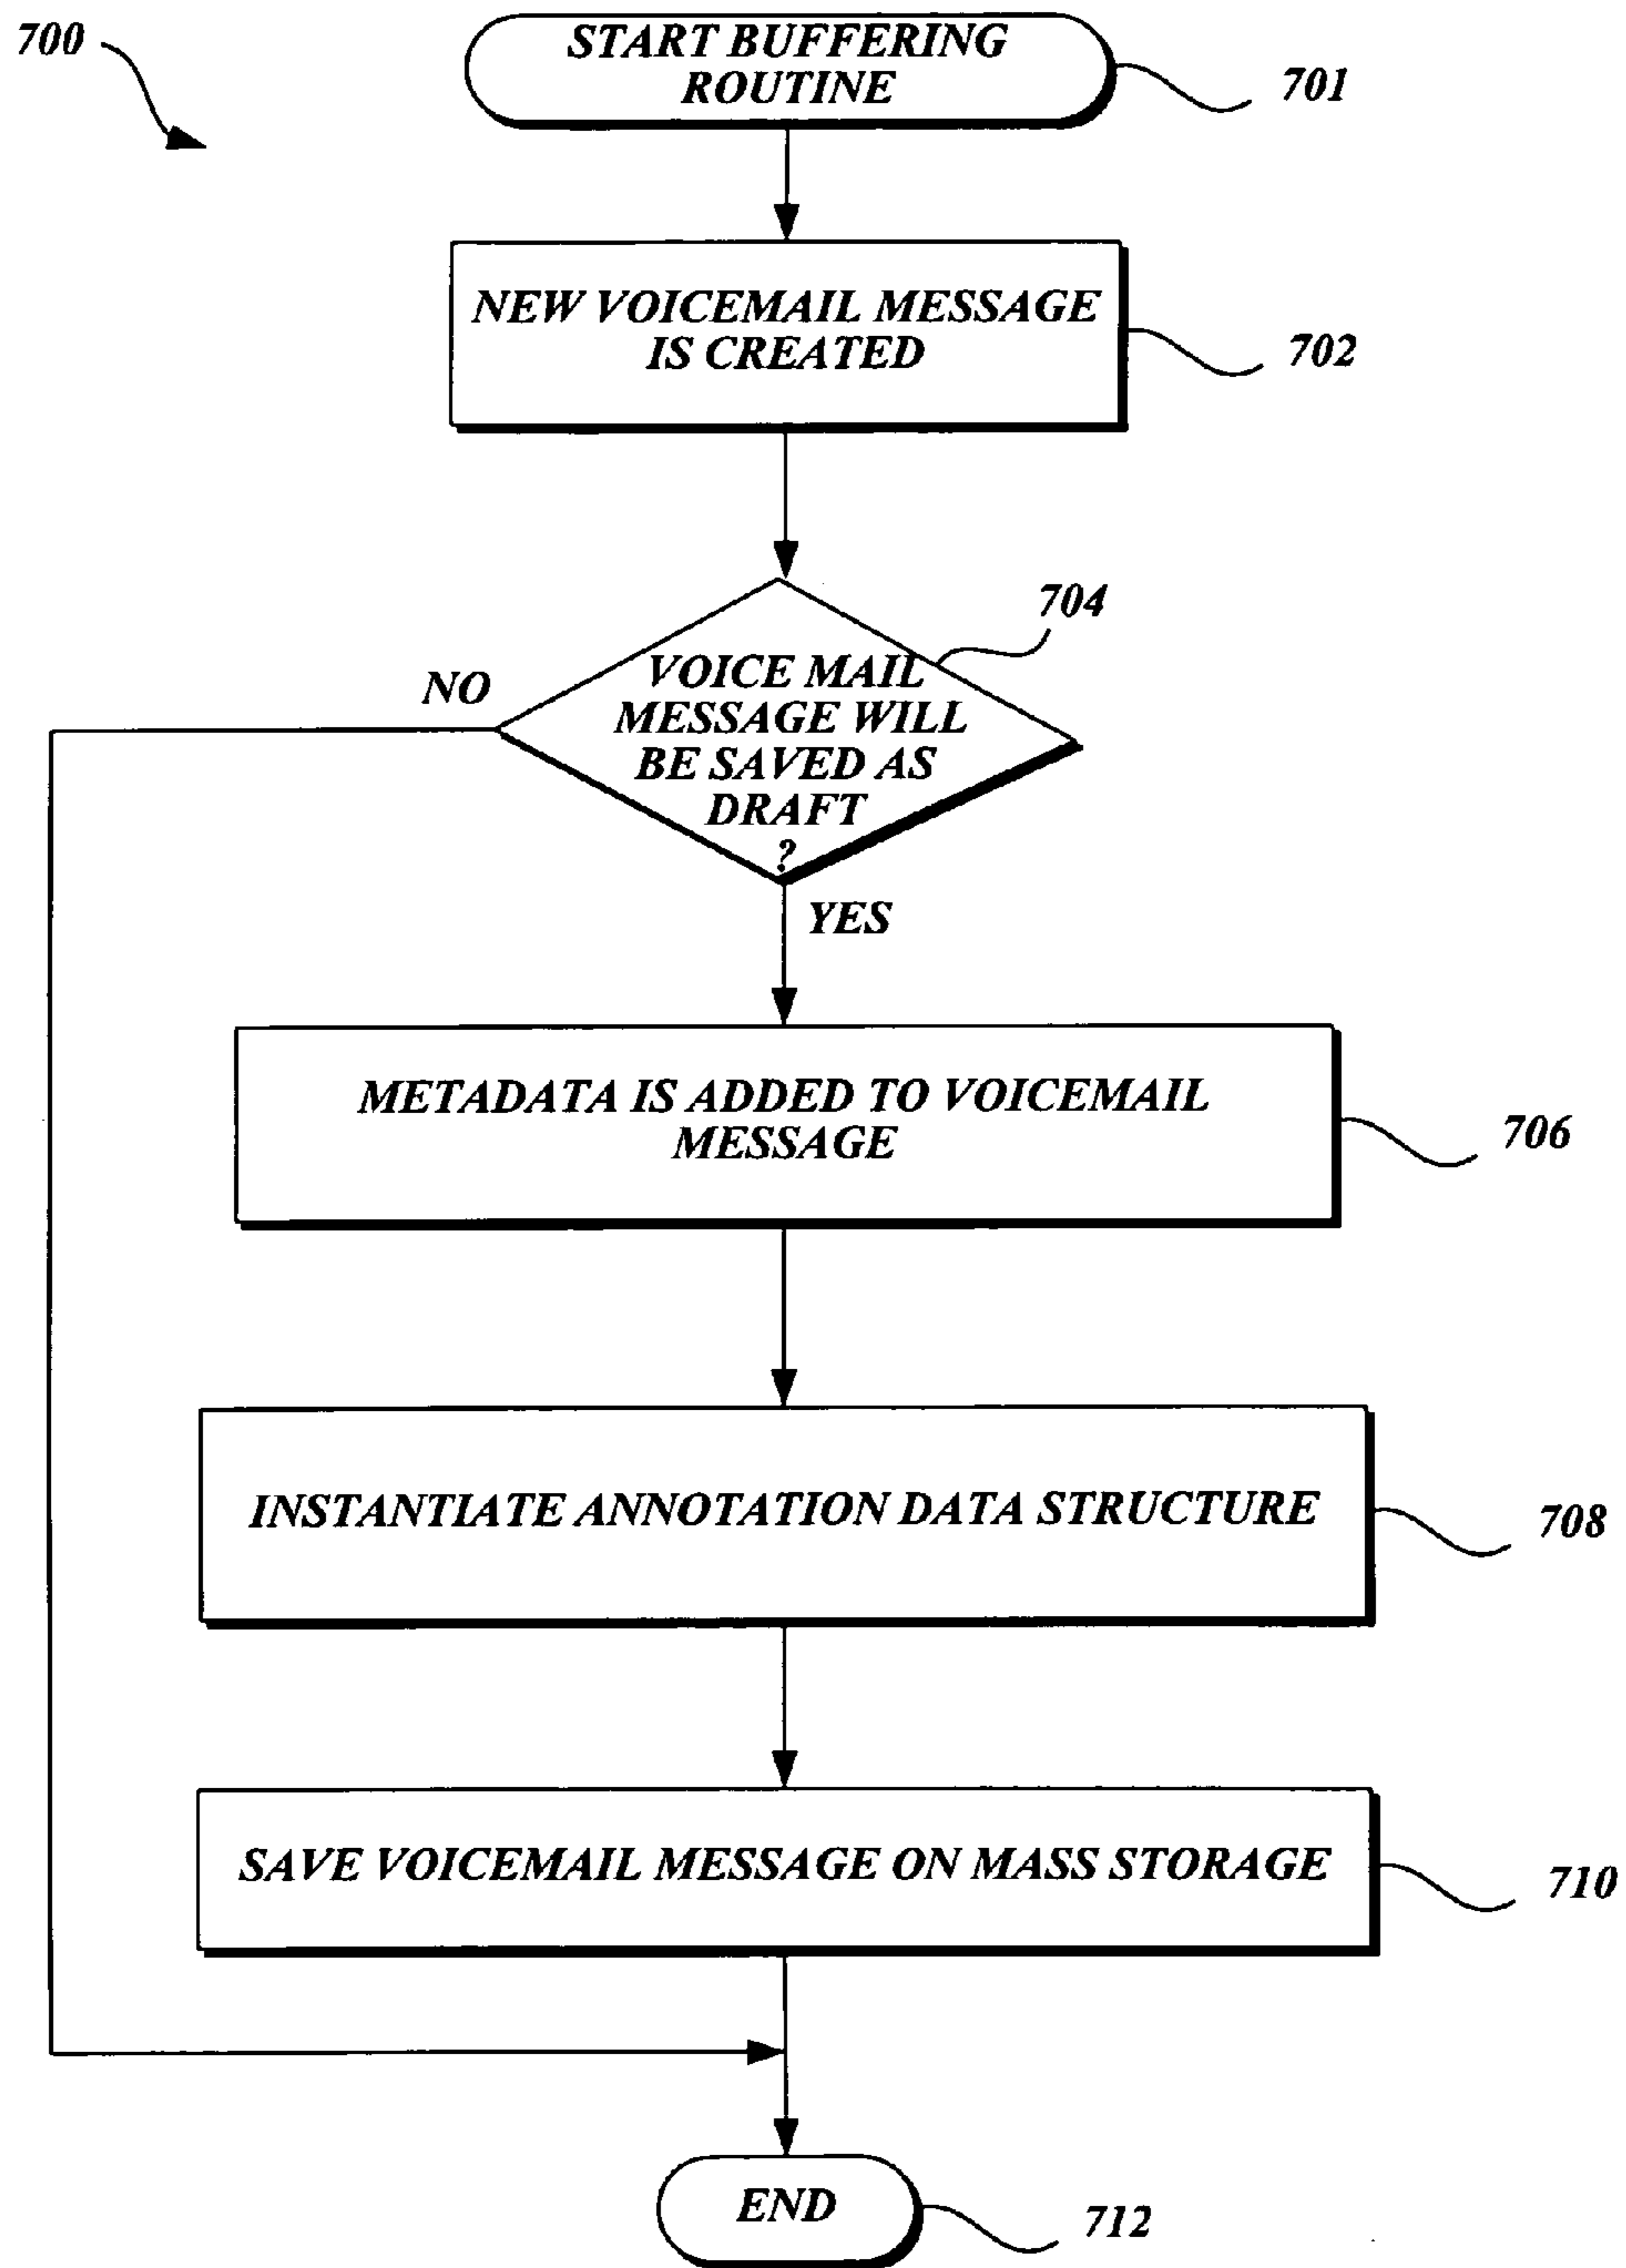 700
START BUFFERING
ROUTINE
701
NEW VOICEMAIL MESSAGE
IS CREATED
702
704
NO
VOICE MAIL
MESSAGE WILL
BE SAVED AS
DRAFT
?
YES
METADATA IS ADDED TO VOICEMAIL
MESSAGE
706
INSTANTIATE ANNOTATION DATA STRUCTURE
708
SAVE VOICEMAIL MESSAGE ON MASS STORAGE
710
END
712